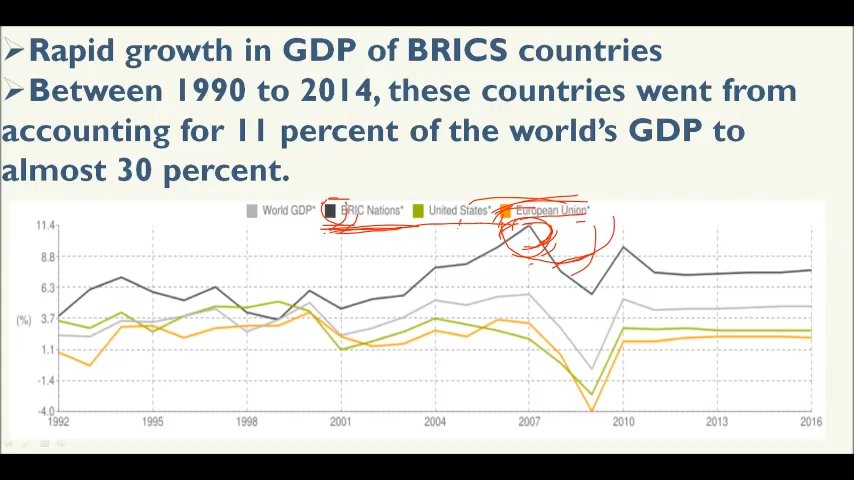 Rapid growth in GDP of BRICS countries
Between 1990 to 2014, these countries went from
accounting for 11 percent of the world's GDP to
almost 30 percent.
World GDP* BRIC Nations* United States* European Union*
11.4
8.8
6.3
(%) 3.7
1.1
-1.4
-4.0
1992 1995 1998 2001 2004 2007 2010 2013 2016